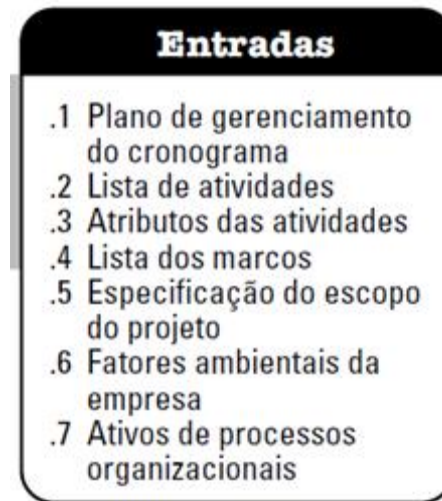 Entradas
.1 Plano de gerenciamento
do cronograma
.2 Lista de atividades
.3 Atributos das atividades
.4 Lista dos marcos
.5 Especificação do escopo
do projeto
.6 Fatores ambientais da
empresa
.7 Ativos de processos
organizacionais